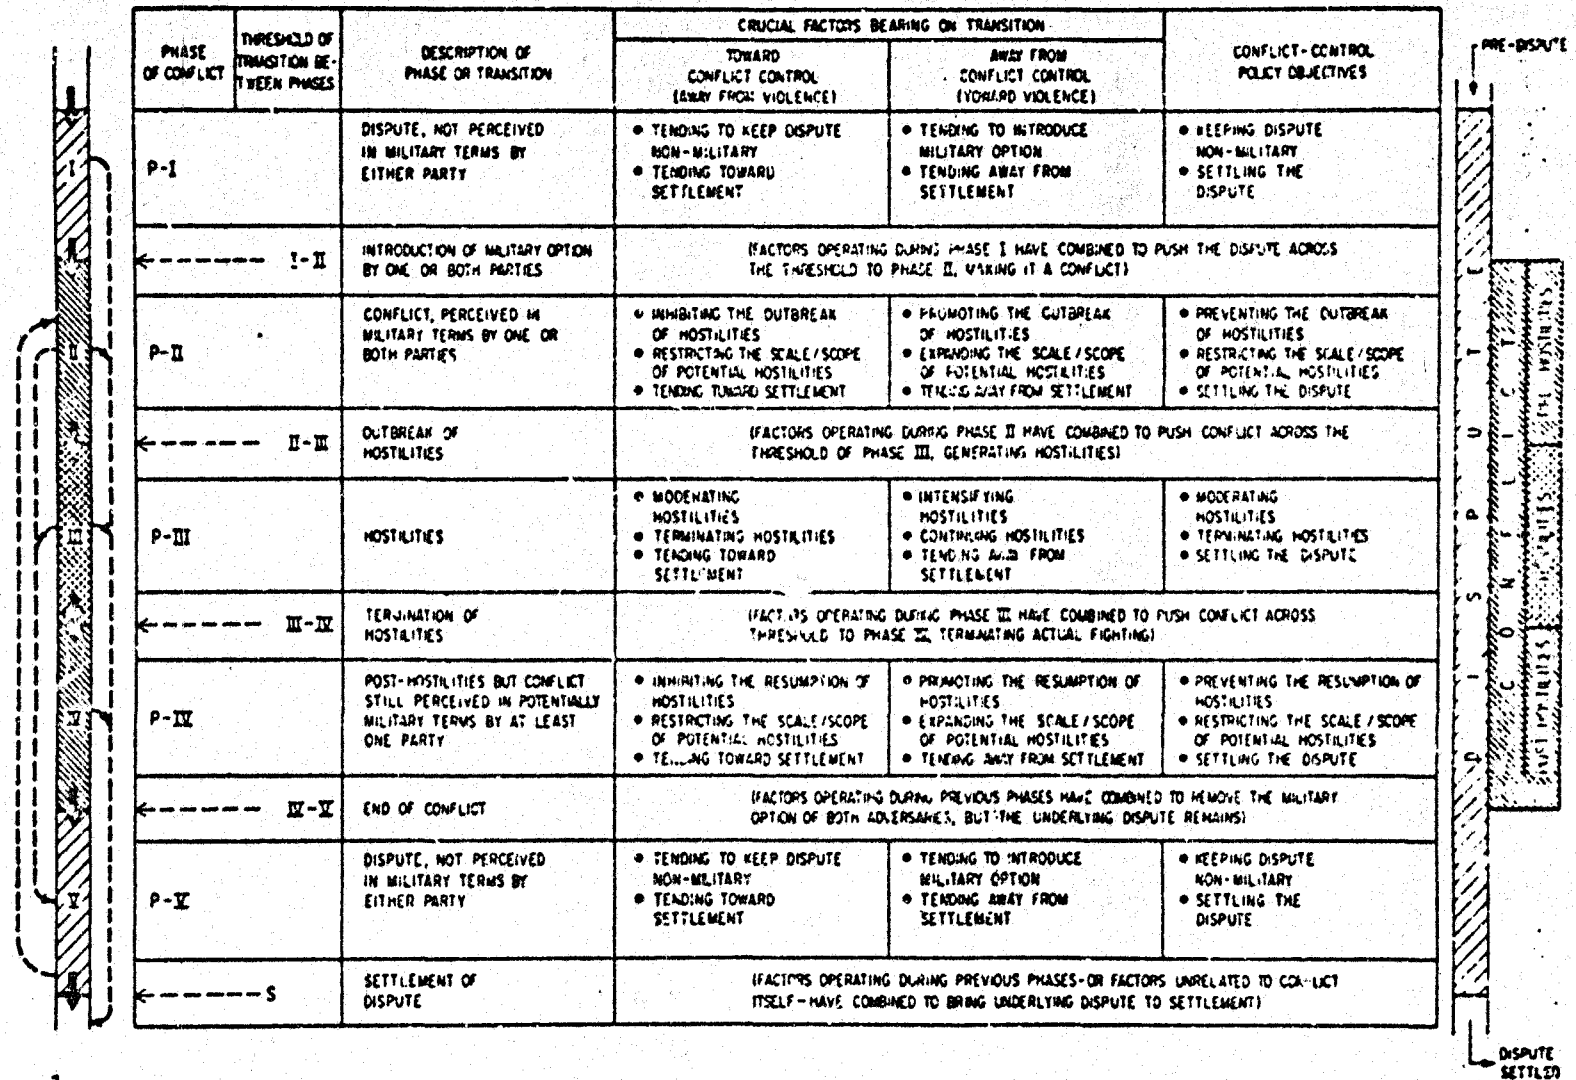 CRUCIAL FACTORS BEARING ON TRANSITION
PHASE
OF CONFLICT
THRESHOLD OF
TRANSITION BE-
TWEEN PHASES
DESCRIPTION OF
PHASE OR TRANSITION
TOWARD
CONFLICT CONTROL
(AWAY FROM VIOLENCE)
AWAY FROM
CONFLICT CONTROL
(TOWARD VIOLENCE)
CONFLICT-CONTROL
POLICY OBJECTIVES
PRE-DISPUTE
I
P-I
DISPUTE, NOT PERCEIVED
IN MILITARY TERMS BY
EITHER PARTY
• TENDING TO KEEP DISPUTE
NON-MILITARY
• TENDING TOWARD
SETTLEMENT
• TENDING TO INTRODUCE
MILITARY OPTION
• TENDING AWAY FROM
SETTLEMENT
• KEEPING DISPUTE
NON-MILITARY
• SETTLING THE
DISPUTE
I-II
INTRODUCTION OF MILITARY OPTION
BY ONE OR BOTH PARTIES
(FACTORS OPERATING DURING PHASE I HAVE COMBINED TO PUSH THE DISPUTE ACROSS
THE THRESHOLD TO PHASE II, MAKING IT A CONFLICT)
II
P-II
CONFLICT, PERCEIVED IN
MILITARY TERMS BY ONE OR
BOTH PARTIES
• INHIBITING THE OUTBREAK
OF HOSTILITIES
• RESTRICTING THE SCALE/SCOPE
OF POTENTIAL HOSTILITIES
• TENDING TOWARD SETTLEMENT
• PROMOTING THE OUTBREAK
OF HOSTILITIES
• EXPANDING THE SCALE/SCOPE
OF POTENTIAL HOSTILITIES
• TENDING AWAY FROM SETTLEMENT
• PREVENTING THE OUTBREAK
OF HOSTILITIES
• RESTRICTING THE SCALE/SCOPE
OF POTENTIAL HOSTILITIES
• SETTLING THE DISPUTE
II-III
OUTBREAK OF
HOSTILITIES
(FACTORS OPERATING DURING PHASE II HAVE COMBINED TO PUSH CONFLICT ACROSS THE
THRESHOLD OF PHASE III, GENERATING HOSTILITIES)
III
P-III
HOSTILITIES
• MODERATING
HOSTILITIES
• TERMINATING HOSTILITIES
• TENDING TOWARD
SETTLEMENT
• INTENSIFYING
HOSTILITIES
• CONTINUING HOSTILITIES
• TENDING AWAY FROM
SETTLEMENT
• MODERATING
HOSTILITIES
• TERMINATING HOSTILITIES
• SETTLING THE DISPUTE
III-IV
TERMINATION OF
HOSTILITIES
(FACTORS OPERATING DURING PHASE III HAVE COMBINED TO PUSH CONFLICT ACROSS
THRESHOLD TO PHASE IV, TERMINATING ACTUAL FIGHTING)
IV
P-IV
POST-HOSTILITIES BUT CONFLICT
STILL PERCEIVED IN POTENTIALLY
MILITARY TERMS BY AT LEAST
ONE PARTY
• INHIBITING THE RESUMPTION OF
HOSTILITIES
• RESTRICTING THE SCALE/SCOPE
OF POTENTIAL HOSTILITIES
• TENDING TOWARD SETTLEMENT
• PROMOTING THE RESUMPTION OF
HOSTILITIES
• EXPANDING THE SCALE/SCOPE
OF POTENTIAL HOSTILITIES
• TENDING AWAY FROM SETTLEMENT
• PREVENTING THE RESUMPTION OF
HOSTILITIES
• RESTRICTING THE SCALE/SCOPE
OF POTENTIAL HOSTILITIES
• SETTLING THE DISPUTE
IV-V
END OF CONFLICT
(FACTORS OPERATING DURING PREVIOUS PHASES HAVE COMBINED TO REMOVE THE MILITARY
OPTION OF BOTH ADVERSARIES, BUT THE UNDERLYING DISPUTE REMAINS)
V
P-V
DISPUTE, NOT PERCEIVED
IN MILITARY TERMS BY
EITHER PARTY
• TENDING TO KEEP DISPUTE
NON-MILITARY
• TENDING TOWARD
SETTLEMENT
• TENDING TO INTRODUCE
MILITARY OPTION
• TENDING AWAY FROM
SETTLEMENT
• KEEPING DISPUTE
NON-MILITARY
• SETTLING THE
DISPUTE
S
SETTLEMENT OF
DISPUTE
(FACTORS OPERATING DURING PREVIOUS PHASES-OR FACTORS UNRELATED TO CONFLICT
ITSELF-HAVE COMBINED TO BRING UNDERLYING DISPUTE TO SETTLEMENT)
DISPUTE
CONFLICT
HOSTILITIES
DISPUTE
SETTLED